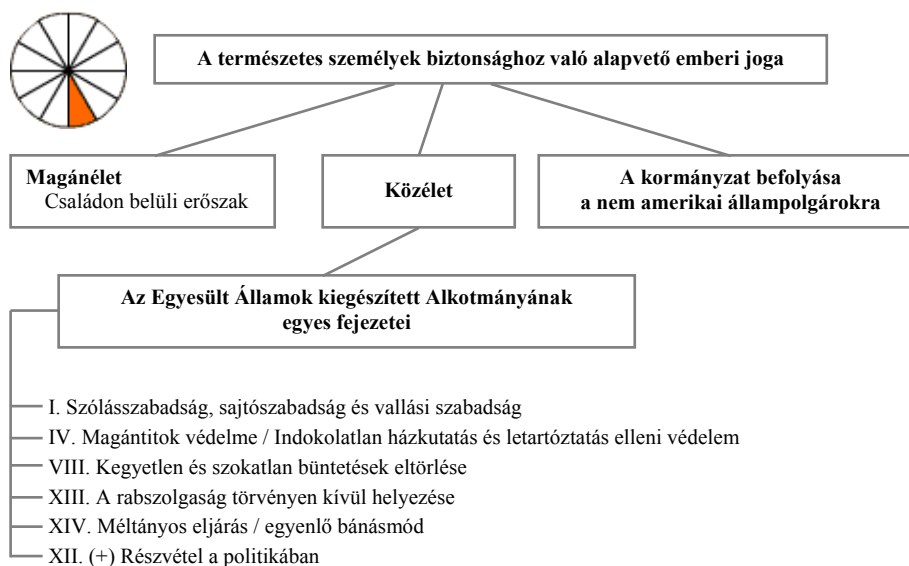 A természetes személyek biztonsághoz való alapvető emberi joga
Magánélet
Családon belüli erőszak
Közélet
A kormányzat befolyása
a nem amerikai állampolgárokra
Az Egyesült Államok kiegészített Alkotmányának
egyes fejezetei
I. Szólásszabadság, sajtószabadság és vallási szabadság
IV. Magántitok védelme / Indokolatlan házkutatás és letartóztatás elleni védelem
VIII. Kegyetlen és szokatlan büntetések eltörlése
XIII. A rabszolgaság törvényen kívül helyezése
XIV. Méltányos eljárás / egyenlő bánásmód
XII. (+) Részvétel a politikában